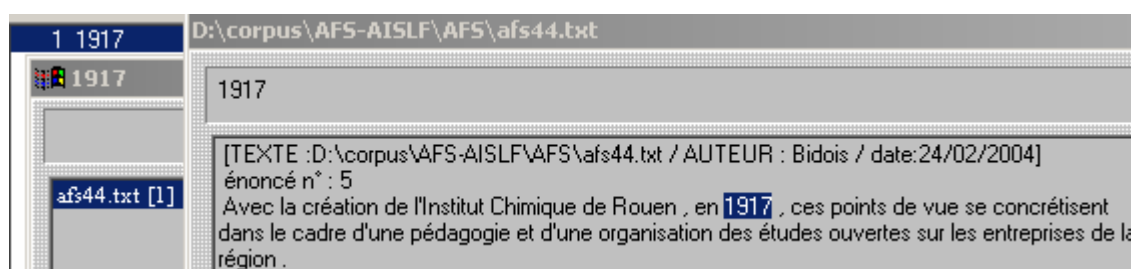 1 1917
D:\corpus\AFS-AISLF\AFS\afs44.txt
1917
1917
[TEXTE :D:\corpus\AFS-AISLF\AFS\afs44.txt / AUTEUR : Bidois / date:24/02/2004]
énoncé n° : 5
afs44.txt [1]
Avec la création de l'Institut Chimique de Rouen , en 1917 , ces points de vue se concrétisent
dans le cadre d'une pédagogie et d'une organisation des études ouvertes sur les entreprises de la
région .